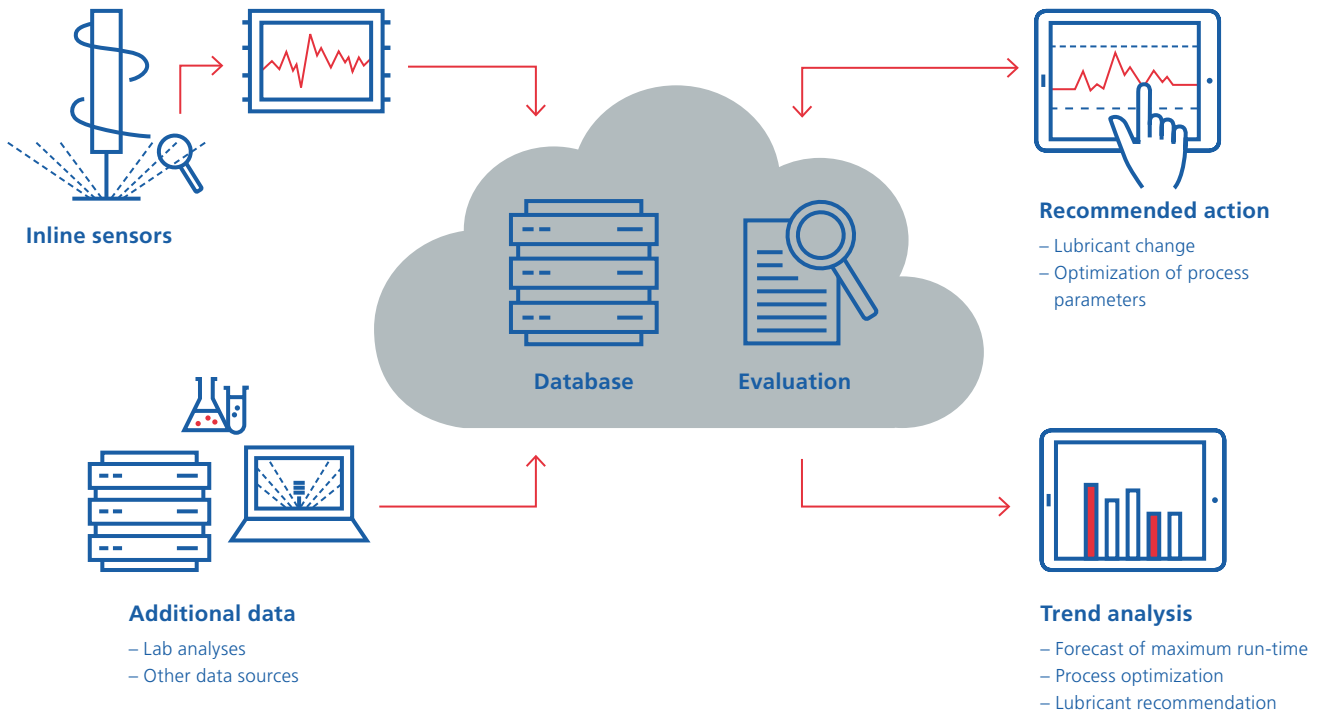 Inline sensors
Database
Evaluation
Recommended action
– Lubricant change
– Optimization of process
parameters
Additional data
– Lab analyses
– Other data sources
Trend analysis
– Forecast of maximum run-time
– Process optimization
– Lubricant recommendation